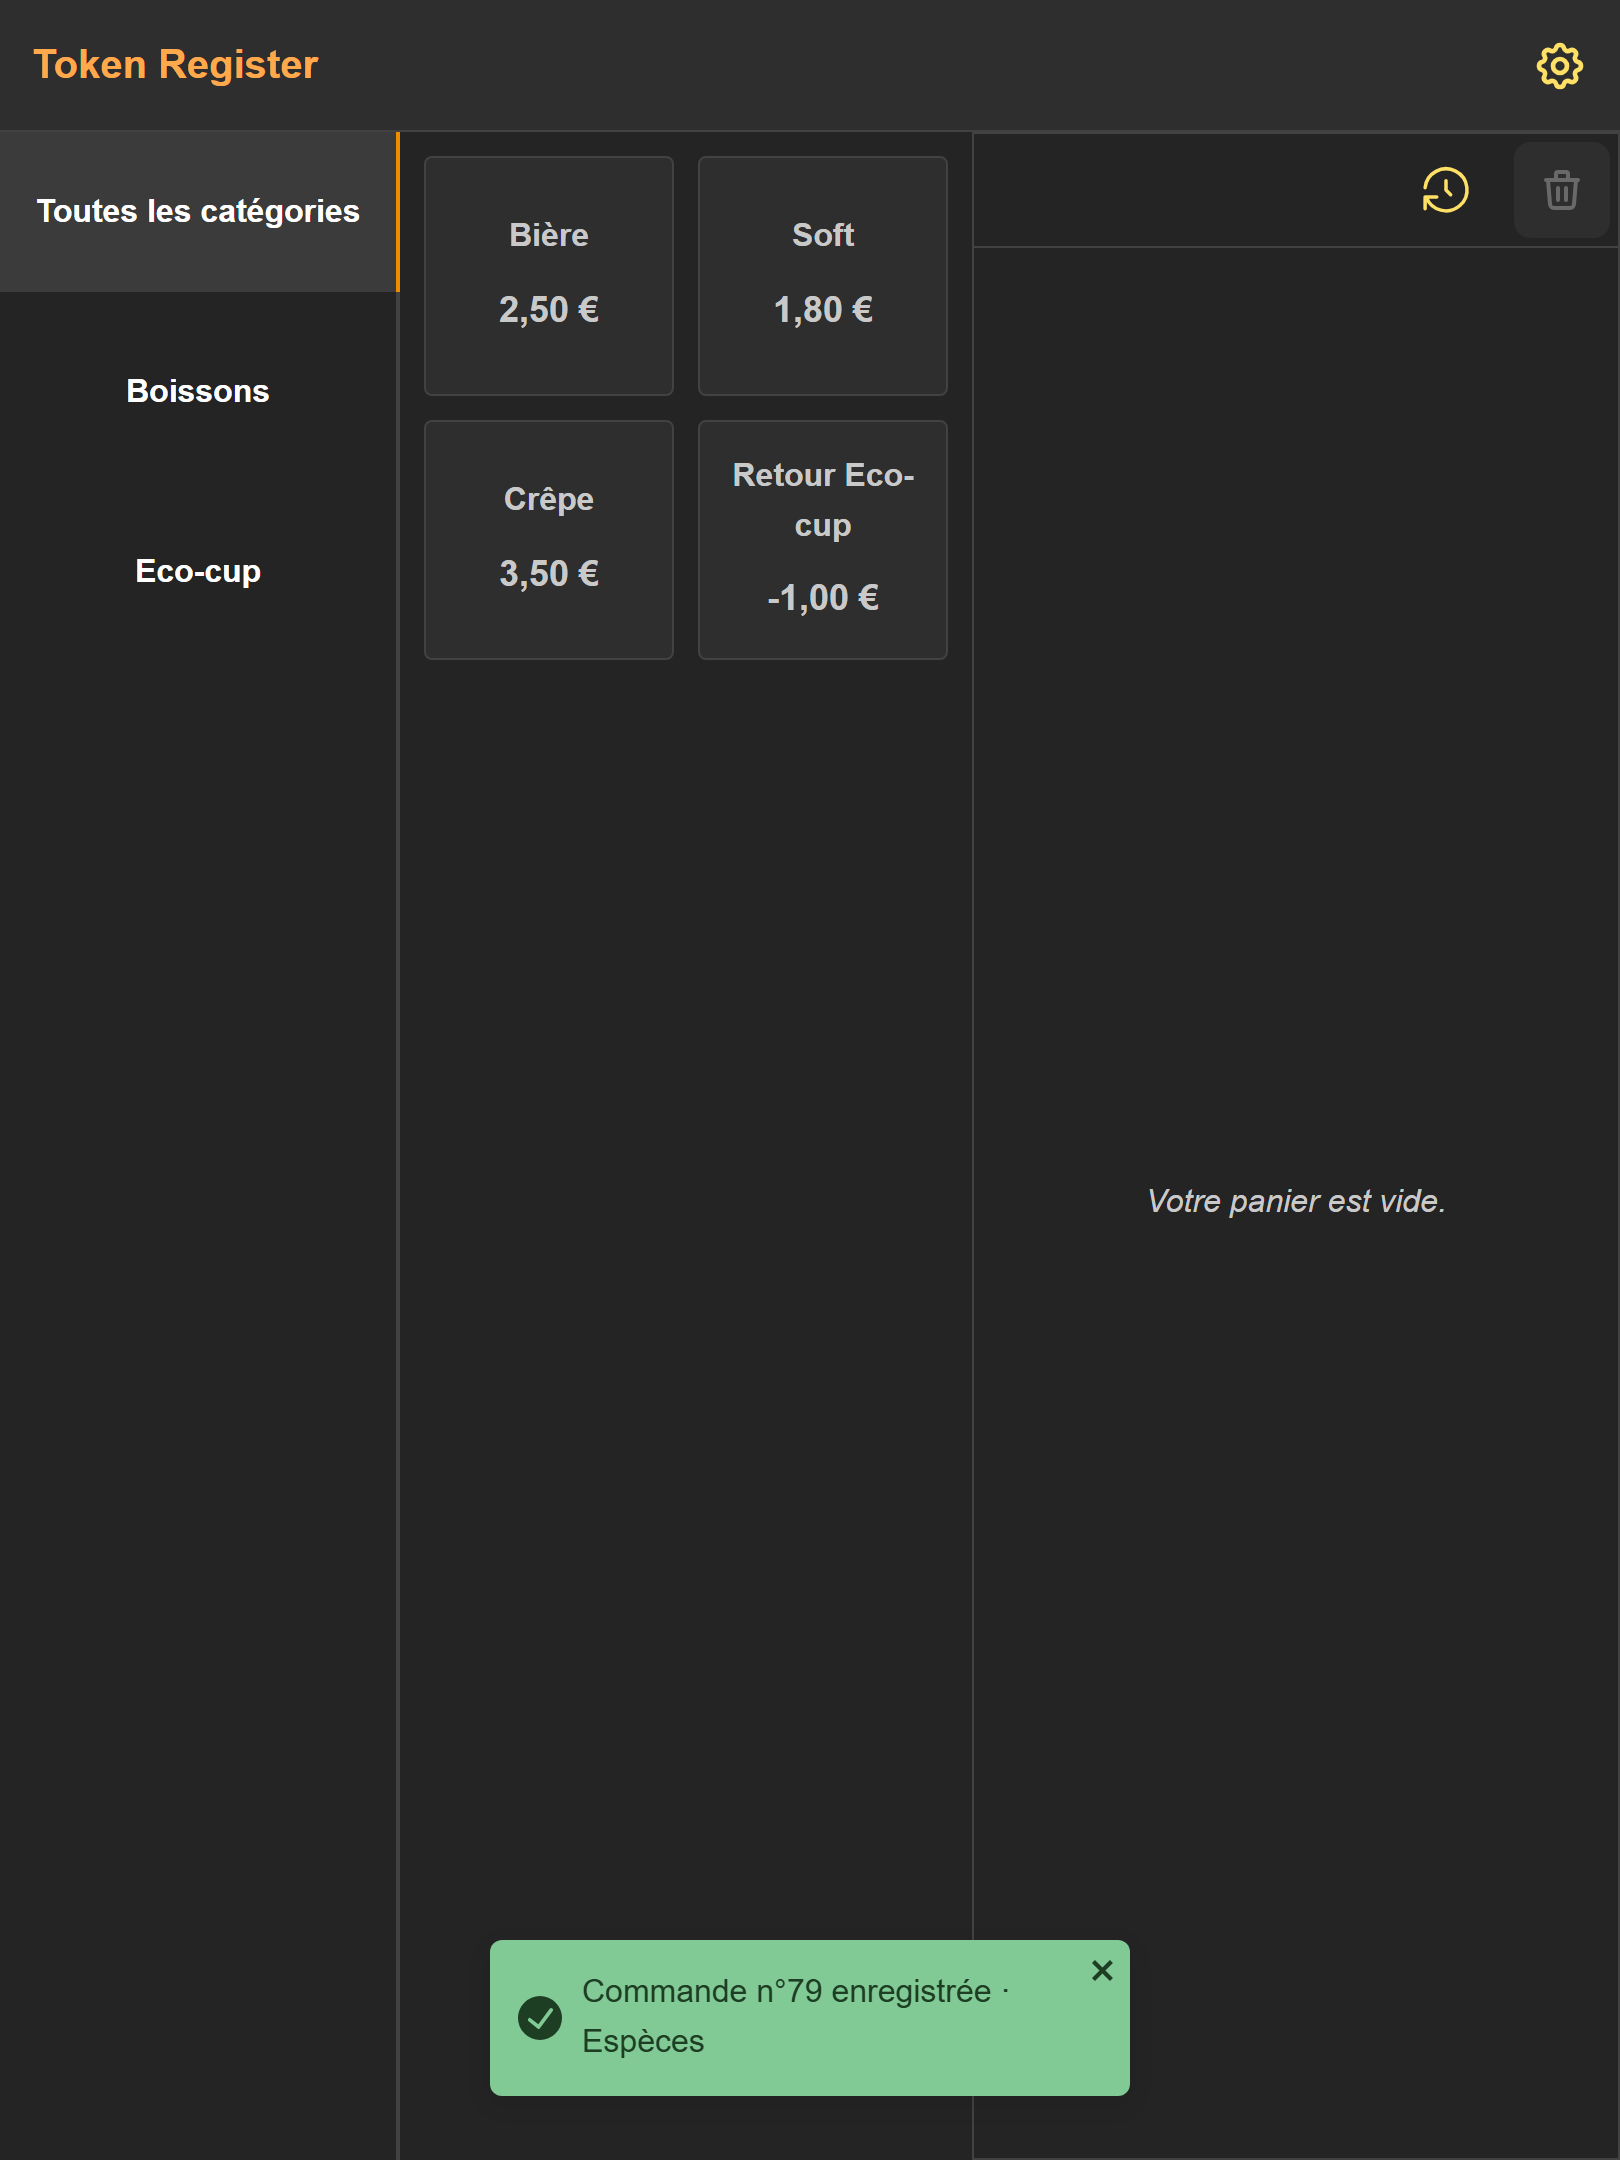 Token Register
Toutes les catégories
Boissons
Eco-cup
Bière
2,50 €
Soft
1,80 €
Crêpe
3,50 €
Retour Eco-
cup
-1,00 €
Votre panier est vide.
Commande n°79 enregistrée ·
Espèces